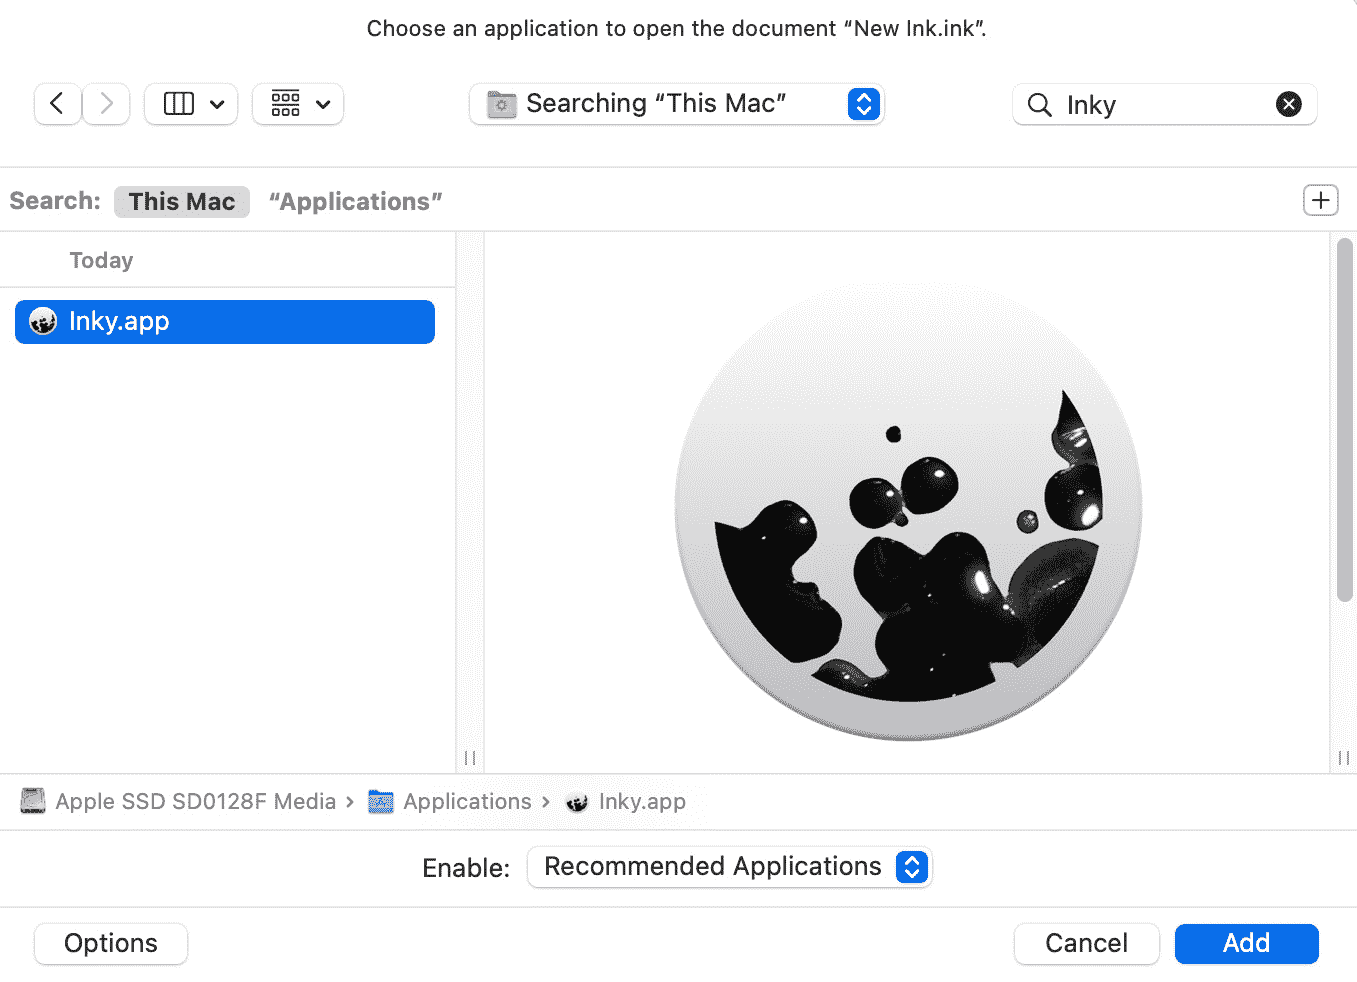 Choose an application to open the document “New Ink.ink”.
Searching “This Mac”
Inky
Search: This Mac “Applications”
Today
Inky.app
Apple SSD SD0128F Media › Applications › Inky.app
Enable: Recommended Applications
Options
Cancel
Add